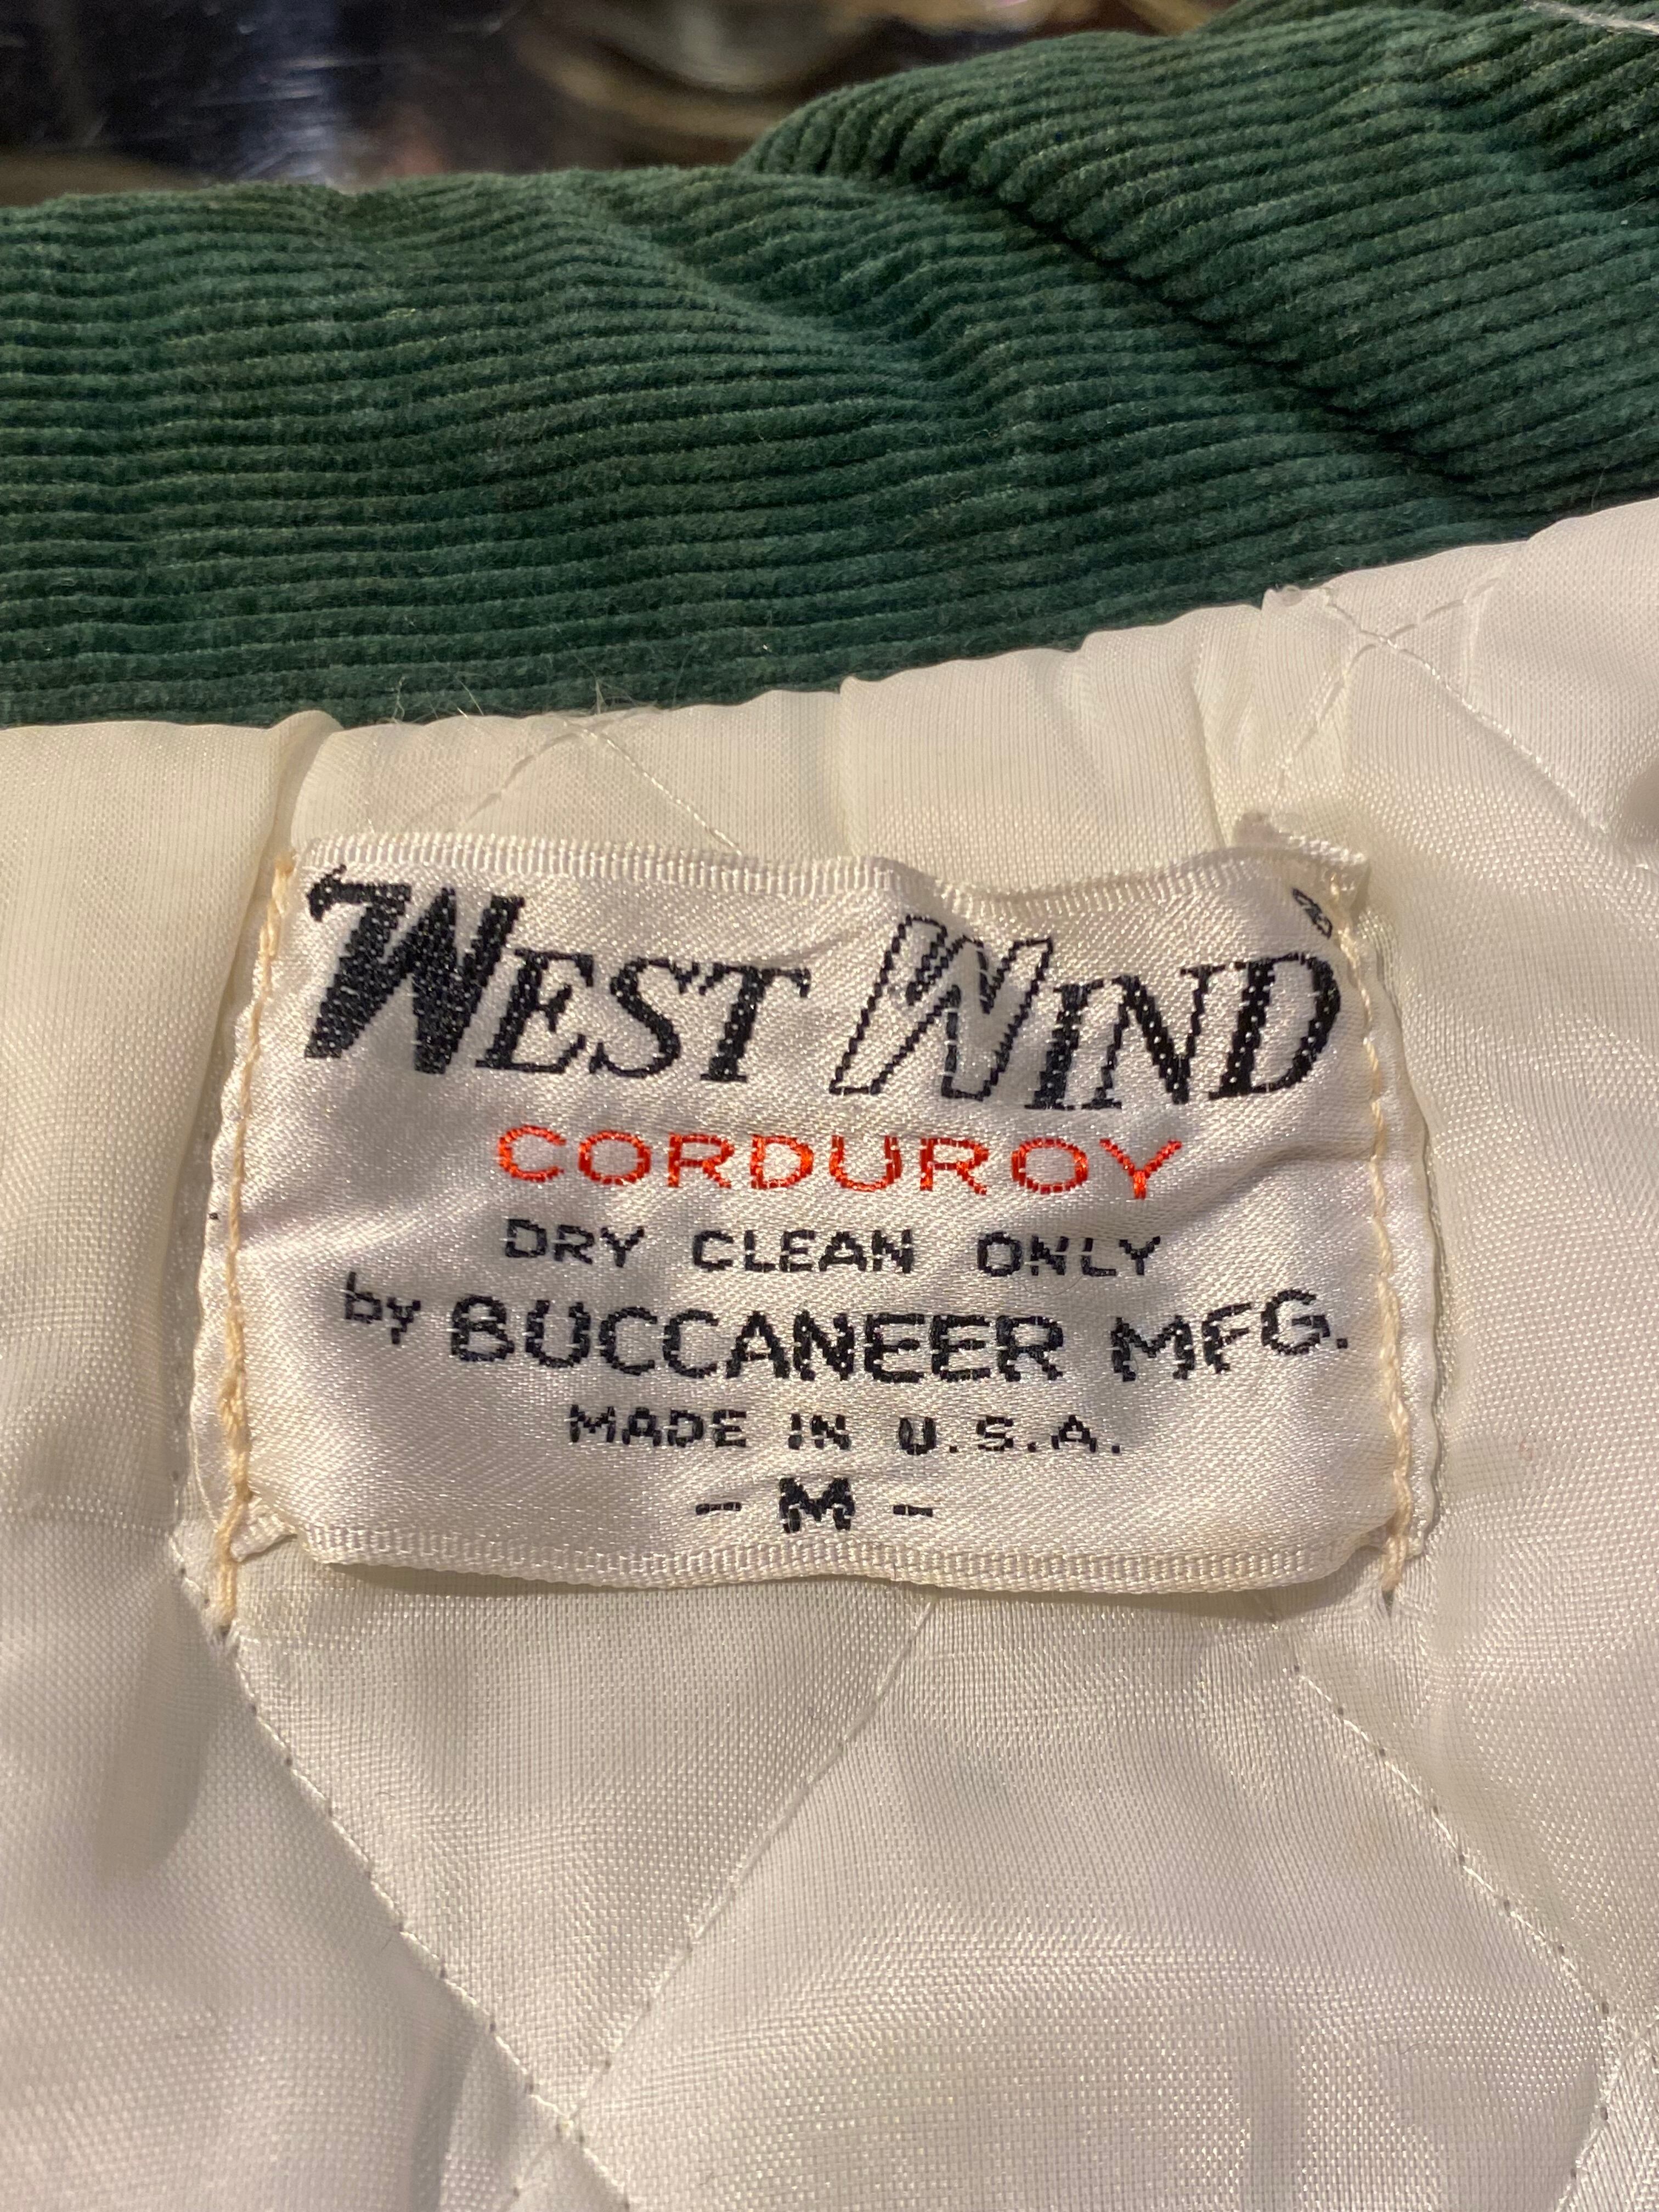 WEST WIND ®
CORDUROY
DRY CLEAN ONLY
by BUCCANEER MFG.
MADE IN U.S.A.
- M -